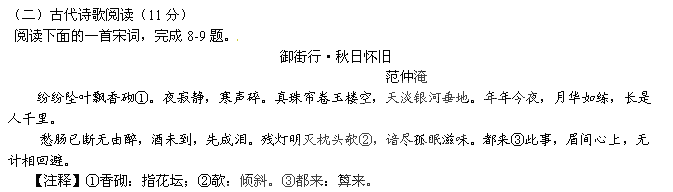 （二）古代诗歌阅读（11 分）
阅读下面的一首宋词，完成 8-9 题。
御街行·秋日怀旧
范仲淹
纷纷坠叶飘香砌①。夜寂静，寒声碎。真珠帘卷玉楼空，天淡银河垂地。年年今夜，月华如练，长是
人千里。
愁肠已断无由醉，酒未到，先成泪。残灯明灭枕头欹②，谙尽孤眠滋味。都来③此事，眉间心上，无
计相回避。
【注释】①香砌：指花坛；②欹：倾斜。③都来：算来。